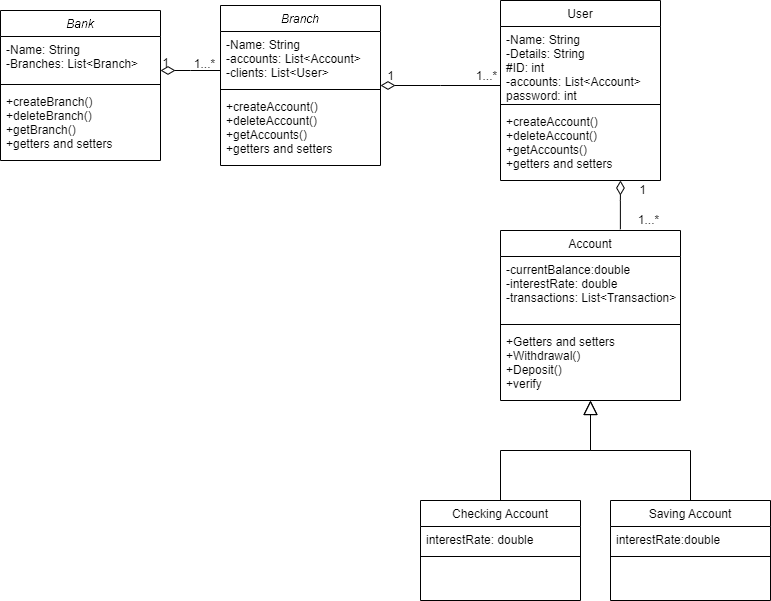 Bank
-Name: String
-Branches: List<Branch>
+createBranch()
+deleteBranch()
+getBranch()
+getters and setters
1
1...*
Branch
-Name: String
-accounts: List<Account>
-clients: List<User>
+createAccount()
+deleteAccount()
+getAccounts()
+getters and setters
1
1...*
User
-Name: String
-Details: String
#ID: int
-accounts: List<Account>
password: int
+createAccount()
+deleteAccount()
+getAccounts()
+getters and setters
1
1...*
Account
-currentBalance:double
-interestRate: double
-transactions: List<Transaction>
+Getters and setters
+Withdrawal()
+Deposit()
+verify
Checking Account
interestRate: double
Saving Account
interestRate:double